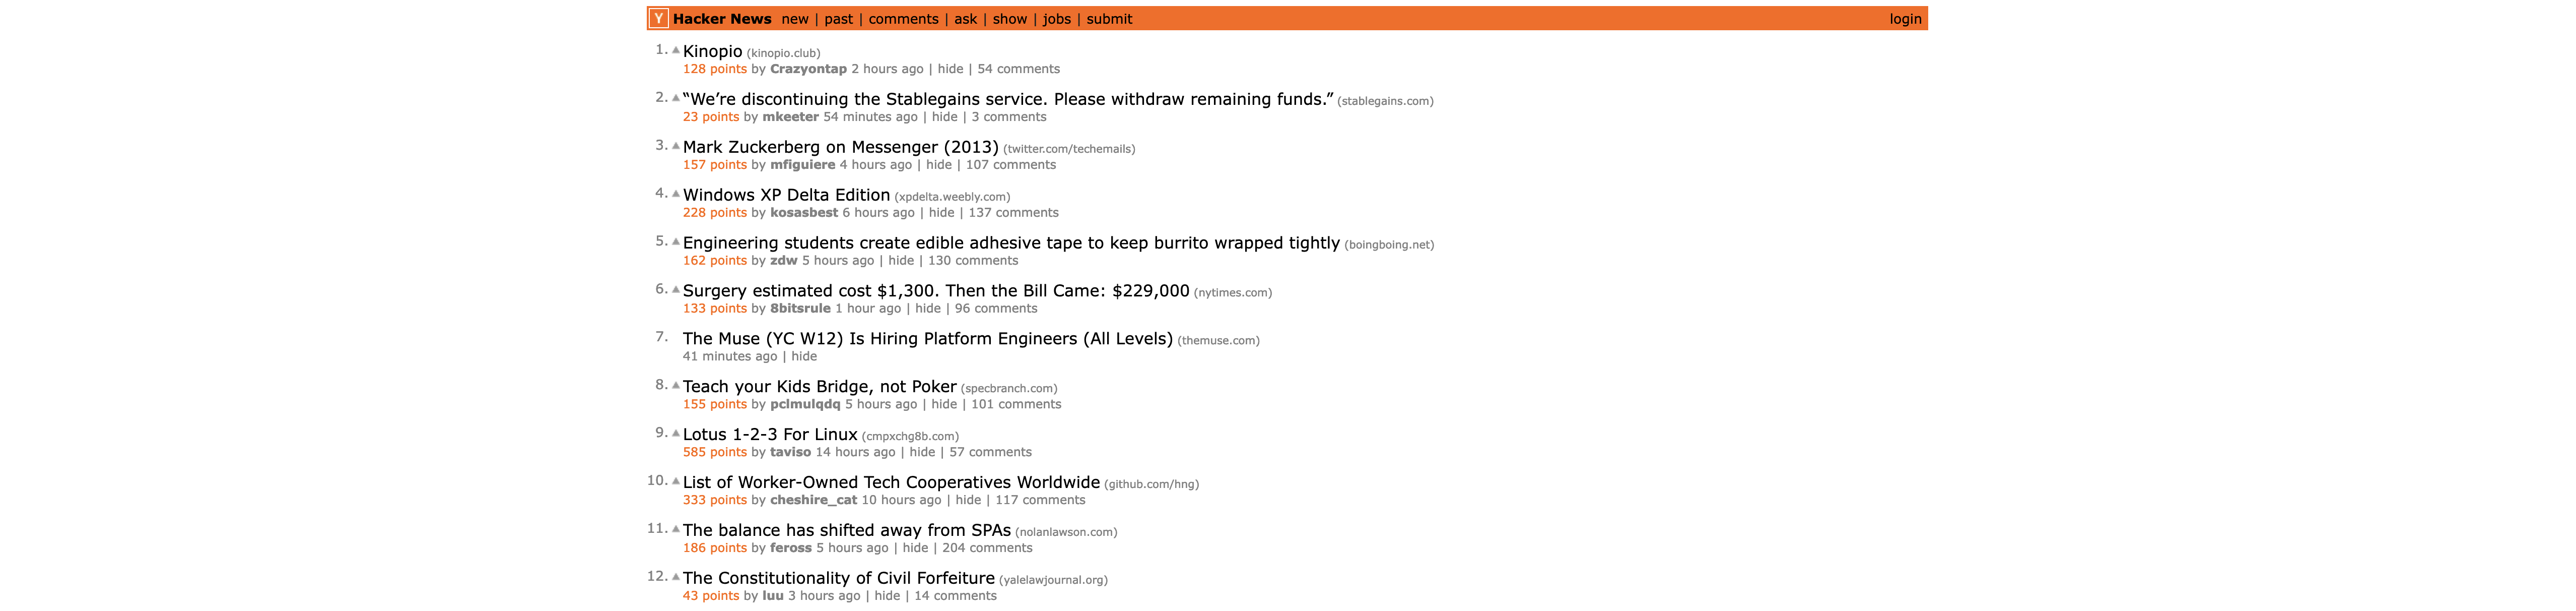 Y Hacker News new | past | comments | ask | show | jobs | submit login
1. Kinopio (kinopio.club)
128 points by Crazyontap 2 hours ago | hide | 54 comments
2. “We’re discontinuing the Stablegains service. Please withdraw remaining funds.” (stablegains.com)
23 points by mkeeter 54 minutes ago | hide | 3 comments
3. Mark Zuckerberg on Messenger (2013) (twitter.com/techemails)
157 points by mfiguiere 4 hours ago | hide | 107 comments
4. Windows XP Delta Edition (xpdelta.weebly.com)
228 points by kosasbest 6 hours ago | hide | 137 comments
5. Engineering students create edible adhesive tape to keep burrito wrapped tightly (boingboing.net)
162 points by zdw 5 hours ago | hide | 130 comments
6. Surgery estimated cost $1,300. Then the Bill Came: $229,000 (nytimes.com)
133 points by 8bitsrule 1 hour ago | hide | 96 comments
7. The Muse (YC W12) Is Hiring Platform Engineers (All Levels) (themuse.com)
41 minutes ago | hide
8. Teach your Kids Bridge, not Poker (specbranch.com)
155 points by pclmulqdq 5 hours ago | hide | 101 comments
9. Lotus 1-2-3 For Linux (cmpxchg8b.com)
585 points by taviso 14 hours ago | hide | 57 comments
10. List of Worker-Owned Tech Cooperatives Worldwide (github.com/hng)
333 points by cheshire_cat 10 hours ago | hide | 117 comments
11. The balance has shifted away from SPAs (nolanlawson.com)
186 points by feross 5 hours ago | hide | 204 comments
12. The Constitutionality of Civil Forfeiture (yalelawjournal.org)
43 points by luu 3 hours ago | hide | 14 comments